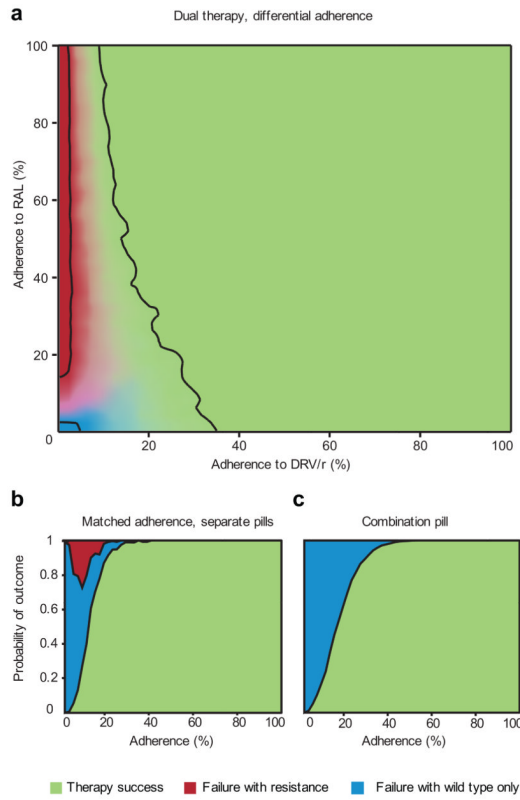 a
Dual therapy, differential adherence
100
80
60
40
20
0
20
40
60
80
100
Adherence to RAL (%)
Adherence to DRV/r (%)
b
Matched adherence, separate pills
1
0.8
0.6
0.4
0.2
0
0
20
40
60
80
100
Probability of outcome
Adherence (%)
c
Combination pill
0
20
40
60
80
100
Adherence (%)
Therapy success
Failure with resistance
Failure with wild type only